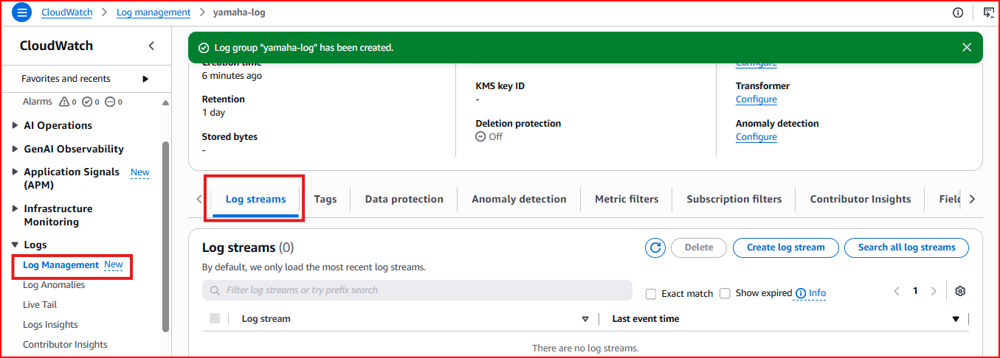 CloudWatch > Log management > yamaha-log
CloudWatch
Favorites and recents
Alarms 0 0 0
AI Operations
GenAI Observability
Application Signals New
(APM)
Infrastructure
Monitoring
Logs
Log Management New
Log Anomalies
Live Tail
Logs Insights
Contributor Insights
Log group "yamaha-log" has been created.
Creation time
6 minutes ago
Retention
1 day
Stored bytes
-
-
KMS key ID
-
Deletion protection
Off
Configure
Transformer
Configure
Anomaly detection
Configure
Log streams Tags Data protection Anomaly detection Metric filters Subscription filters Contributor Insights Field
Log streams (0)
Delete Create log stream Search all log streams
By default, we only load the most recent log streams.
Filter log streams or try prefix search
Exact match Show expired Info
1
Log stream Last event time
There are no log streams.